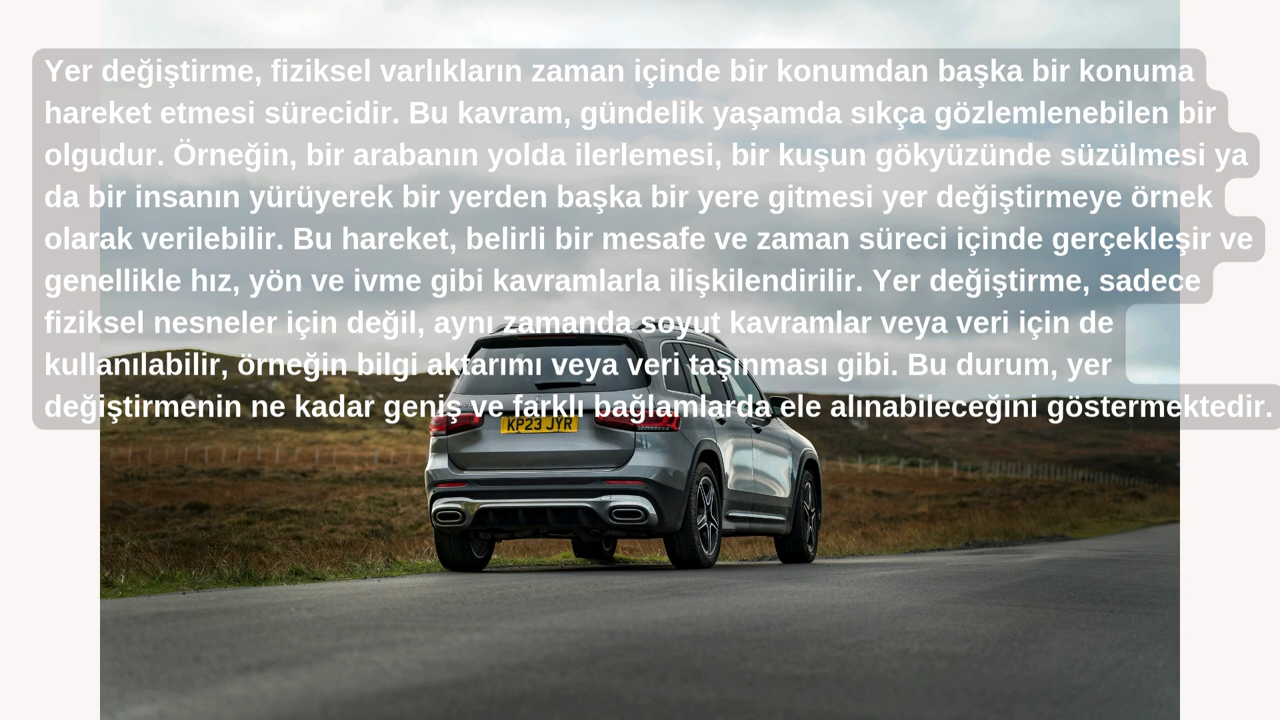 Yer değiştirme, fiziksel varlıkların zaman içinde bir konumdan başka bir konuma
hareket etmesi sürecidir. Bu kavram, gündelik yaşamda sıkça gözlemlenebilen bir
olgudur. Örneğin, bir arabanın yolda ilerlemesi, bir kuşun gökyüzünde süzülmesi ya
da bir insanın yürüyerek bir yerden başka bir yere gitmesi yer değiştirmeye örnek
olarak verilebilir. Bu hareket, belirli bir mesafe ve zaman süreci içinde gerçekleşir ve
genellikle hız, yön ve ivme gibi kavramlarla ilişkilendirilir. Yer değiştirme, sadece
fiziksel nesneler için değil, aynı zamanda soyut kavramlar veya veri için de
kullanılabilir, örneğin bilgi aktarımı veya veri taşınması gibi. Bu durum, yer
değiştirmenin ne kadar geniş ve farklı bağlamlarda ele alınabileceğini göstermektedir.
KP23 JYR